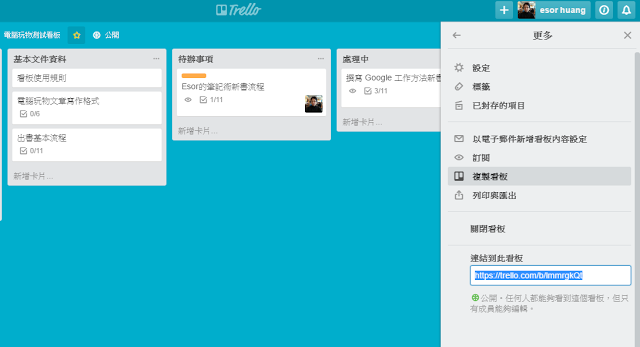 Trello
esor huang
電腦玩物測試看板
公開
基本文件資料
看板使用規則
電腦玩物文章寫作格式
0/6
出書基本流程
0/11
新增卡片...
待辦事項
Esor的筆記術新書流程
1/11
新增卡片...
處理中
撰寫 Google 工作方法新書
3/11
新增卡片...
更多
設定
標籤
已封存的項目
以電子郵件新增看板內容設定
訂閱
複製看板
列印與匯出
關閉看板
連結到此看板
https://trello.com/b/lmmrgkQf
公開。任何人都能夠看到這個看板，但只
有成員能夠編輯。